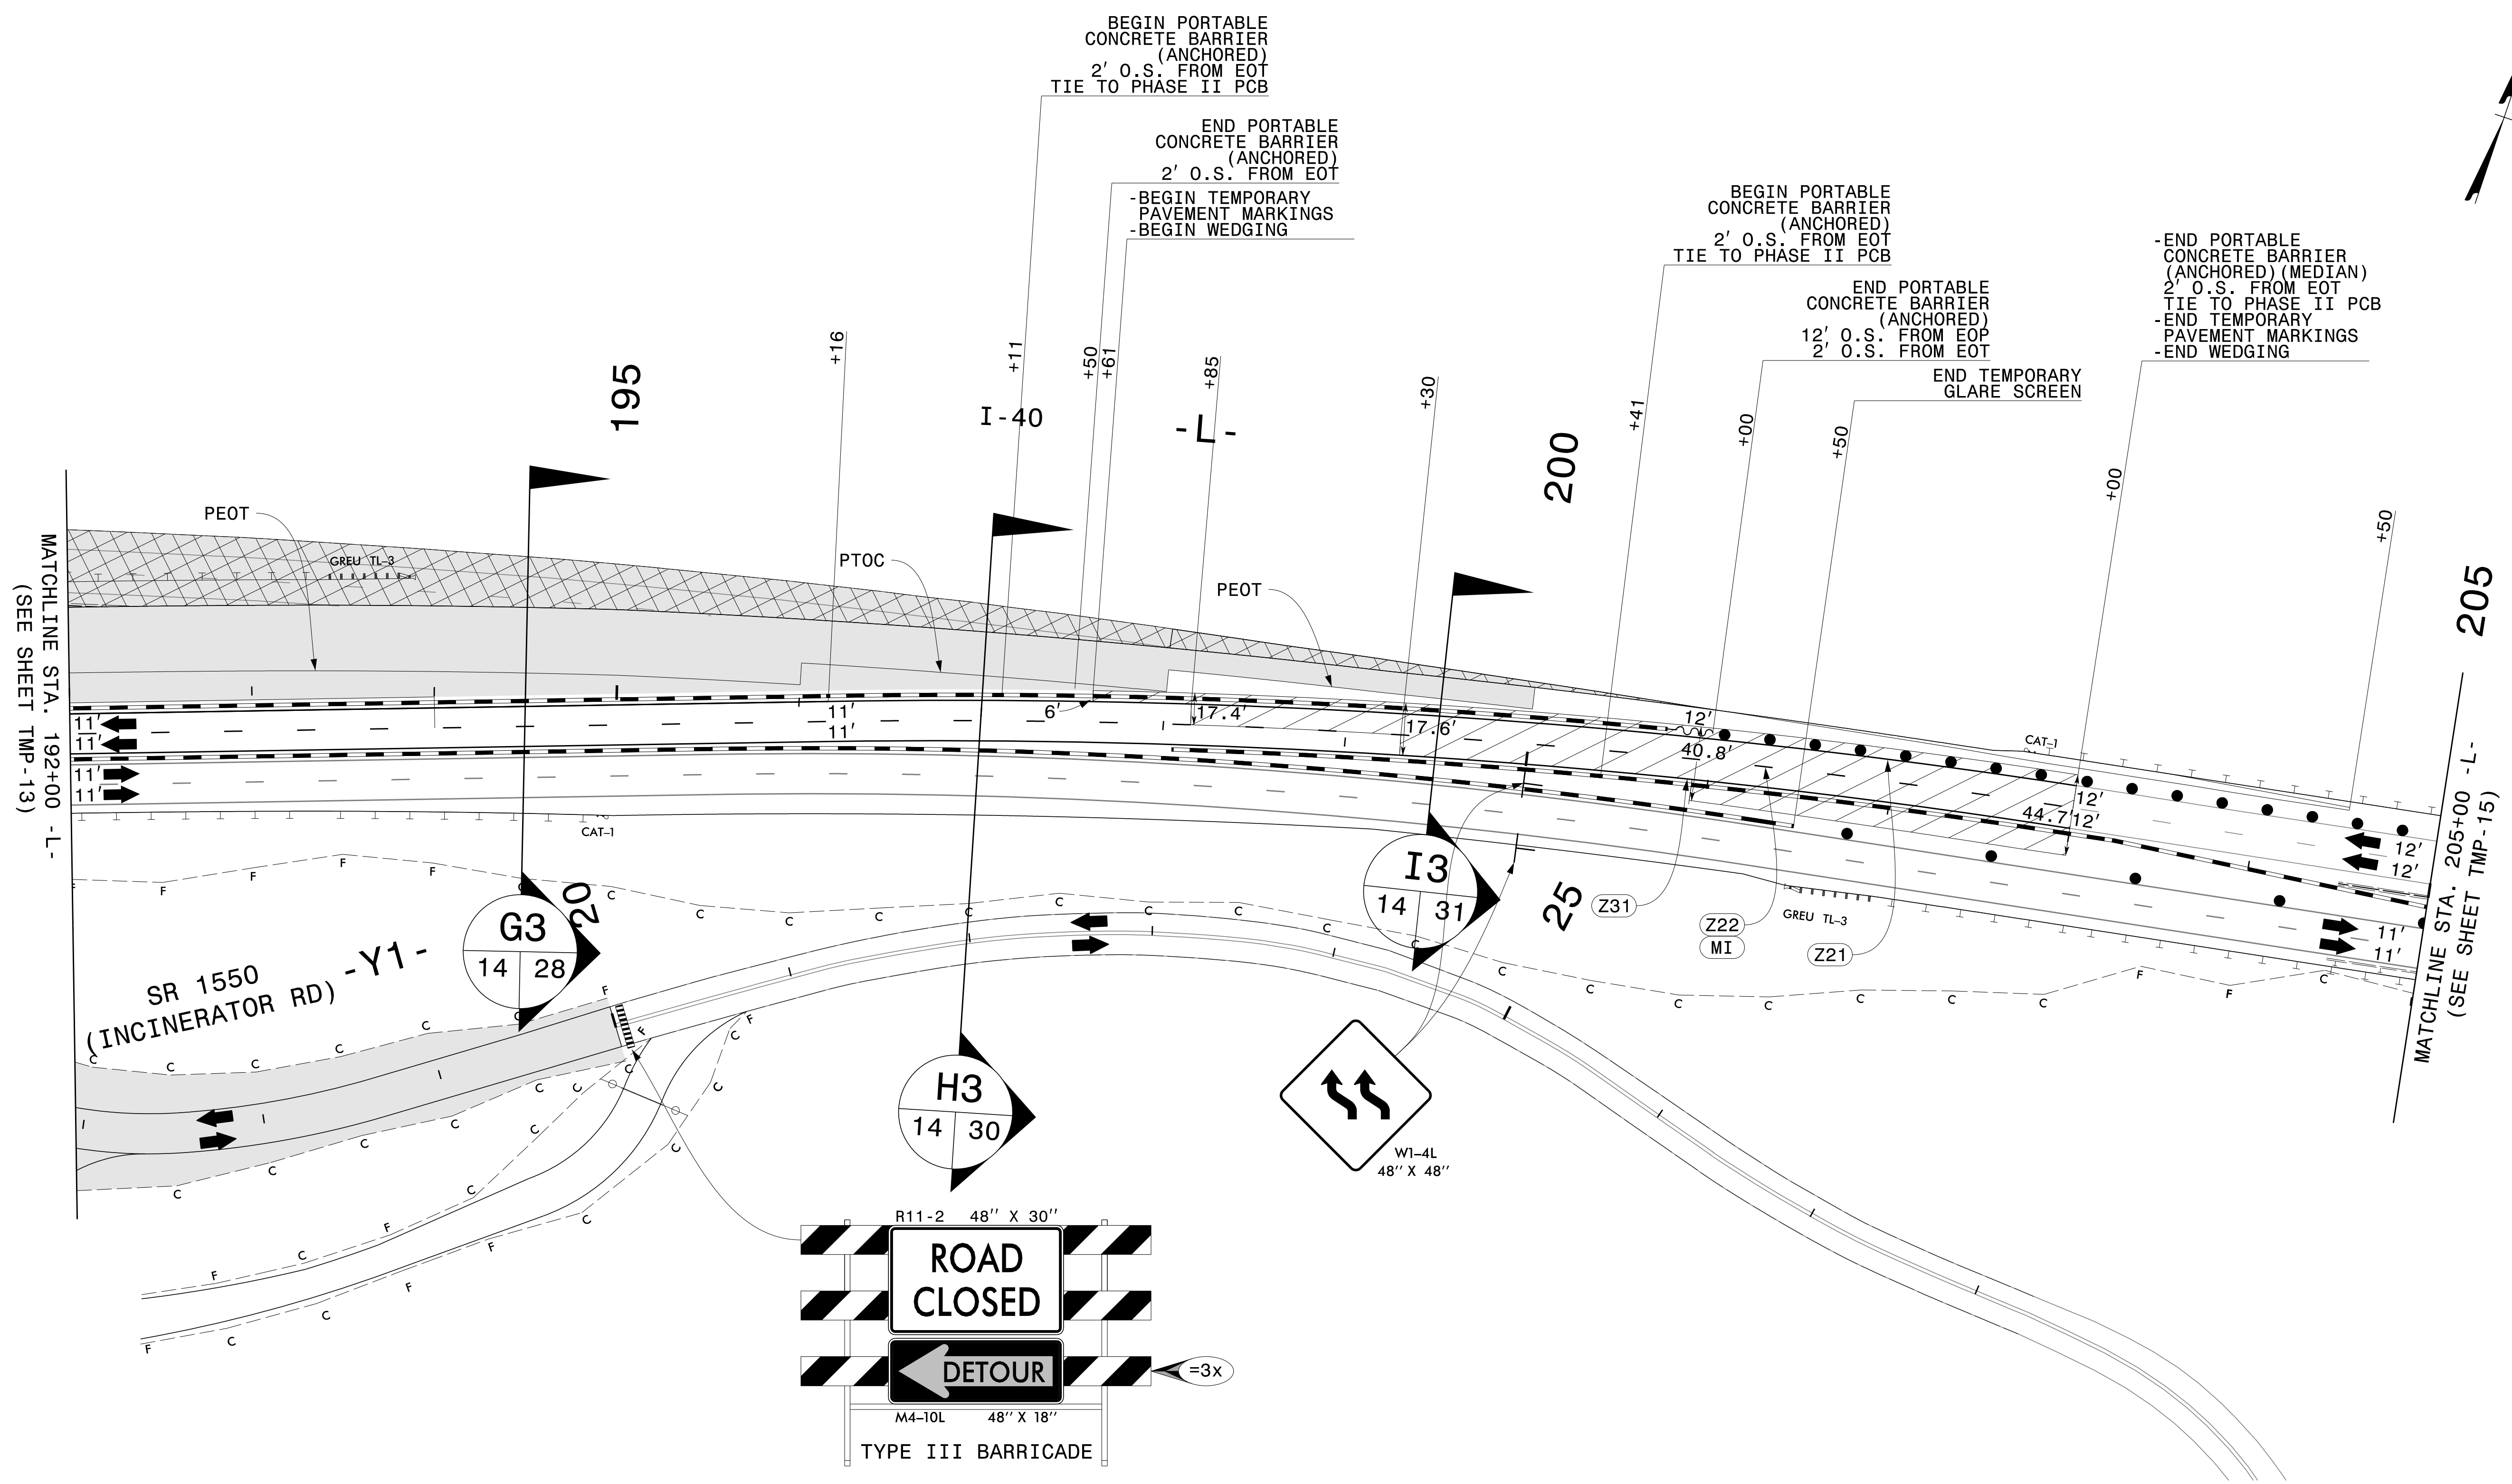 BEGIN PORTABLE
CONCRETE BARRIER
(ANCHORED)
2' O.S. FROM EOT
TIE TO PHASE II PCB
END PORTABLE
CONCRETE BARRIER
(ANCHORED)
2' O.S. FROM EOT
-BEGIN TEMPORARY
PAVEMENT MARKINGS
-BEGIN WEDGING
BEGIN PORTABLE
CONCRETE BARRIER
(ANCHORED)
2' O.S. FROM EOT
TIE TO PHASE II PCB
END PORTABLE
CONCRETE BARRIER
(ANCHORED)
12' O.S. FROM EOP
2' O.S. FROM EOT
END TEMPORARY
GLARE SCREEN
-END PORTABLE
CONCRETE BARRIER
(ANCHORED)(MEDIAN)
2' O.S. FROM EOT
TIE TO PHASE II PCB
-END TEMPORARY
PAVEMENT MARKINGS
-END WEDGING
195
+16
+11
+50
+61
+85
+30
200
+41
+00
+50
+00
+50
205
I-40
-L-
PEOT
GREU TL-3
PTOC
PEOT
MATCHLINE STA. 192+00 -L-
(SEE SHEET TMP-13)
11'
11'
11'
11'
11'
11'
6'
17.4'
17.6'
12'
40.8'
CAT-1
12'
44.7'
12'
12'
12'
11'
11'
CAT-1
MATCHLINE STA. 205+00 -L-
(SEE SHEET TMP-15)
F F F F F
C C C C C C C C C C C C C C C C C C F F C
20
25
G3
14 28
I3
14 31
Z31
Z22
MI
Z21
GREU TL-3
SR 1550
(INCINERATOR RD)
-Y1-
C C C C C C F
F F
C C C C C C C C C
C C C C
H3
14 30
W1-4L
48" X 48"
F F C C
F C C F F C
R11-2 48" X 30"
ROAD
CLOSED
DETOUR
=3x
M4-10L 48" X 18"
TYPE III BARRICADE